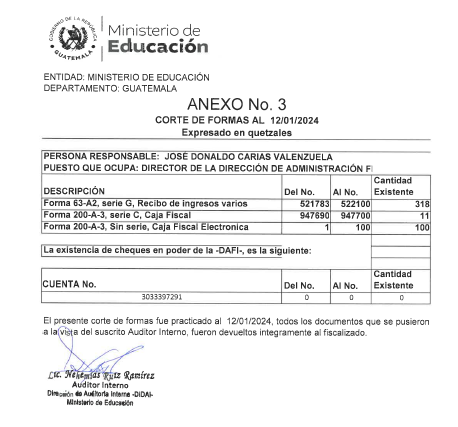 GOBIERNO DE LA REPÚBLICA
GUATEMALA
Ministerio de
Educación
ENTIDAD: MINISTERIO DE EDUCACIÓN
DEPARTAMENTO: GUATEMALA
ANEXO No. 3
CORTE DE FORMAS AL 12/01/2024
Expresado en quetzales
PERSONA RESPONSABLE: JOSÉ DONALDO CARIAS VALENZUELA
PUESTO QUE OCUPA: DIRECTOR DE LA DIRECCIÓN DE ADMINISTRACIÓN FI
DESCRIPCIÓN Del No. Al No. Cantidad Existente
Forma 63-A2, serie G, Recibo de ingresos varios 521783 522100 318
Forma 200-A-3, serie C, Caja Fiscal 947690 947700 11
Forma 200-A-3, Sin serie, Caja Fiscal Electronica 1 100 100
La existencia de cheques en poder de la -DAFI-, es la siguiente:
CUENTA No. Del No. Al No. Cantidad Existente
3033397291 0 0 0
El presente corte de formas fue practicado al 12/01/2024, todos los documentos que se pusieron
a la vista del suscrito Auditor Interno, fueron devueltos integramente al fiscalizado.
Lic. Nehemías Ruiz Ramírez
Auditor Interno
Dirección de Auditoría Interna -DIDAI-
Ministerio de Educación